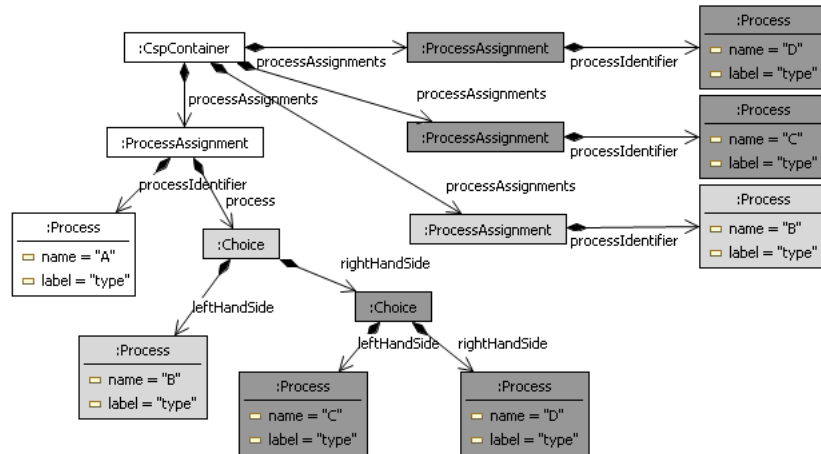 :Process
:CspContainer
:ProcessAssignment
name = "D"
processAssignments
processIdentifier
label = "type"
processAssignments
processAssignments
:Process
:ProcessAssignment
:ProcessAssignment
name = "C"
processIdentifier
label = "type"
processIdentifier
process
processAssignments
:Process
:Process
:Choice
:ProcessAssignment
name = "B"
name = "A"
processIdentifier
label = "type"
label = "type"
rightHandSide
leftHandSide
:Choice
:Process
leftHandSide
rightHandSide
name = "B"
:Process
:Process
label = "type"
name = "C"
name = "D"
label = "type"
label = "type"